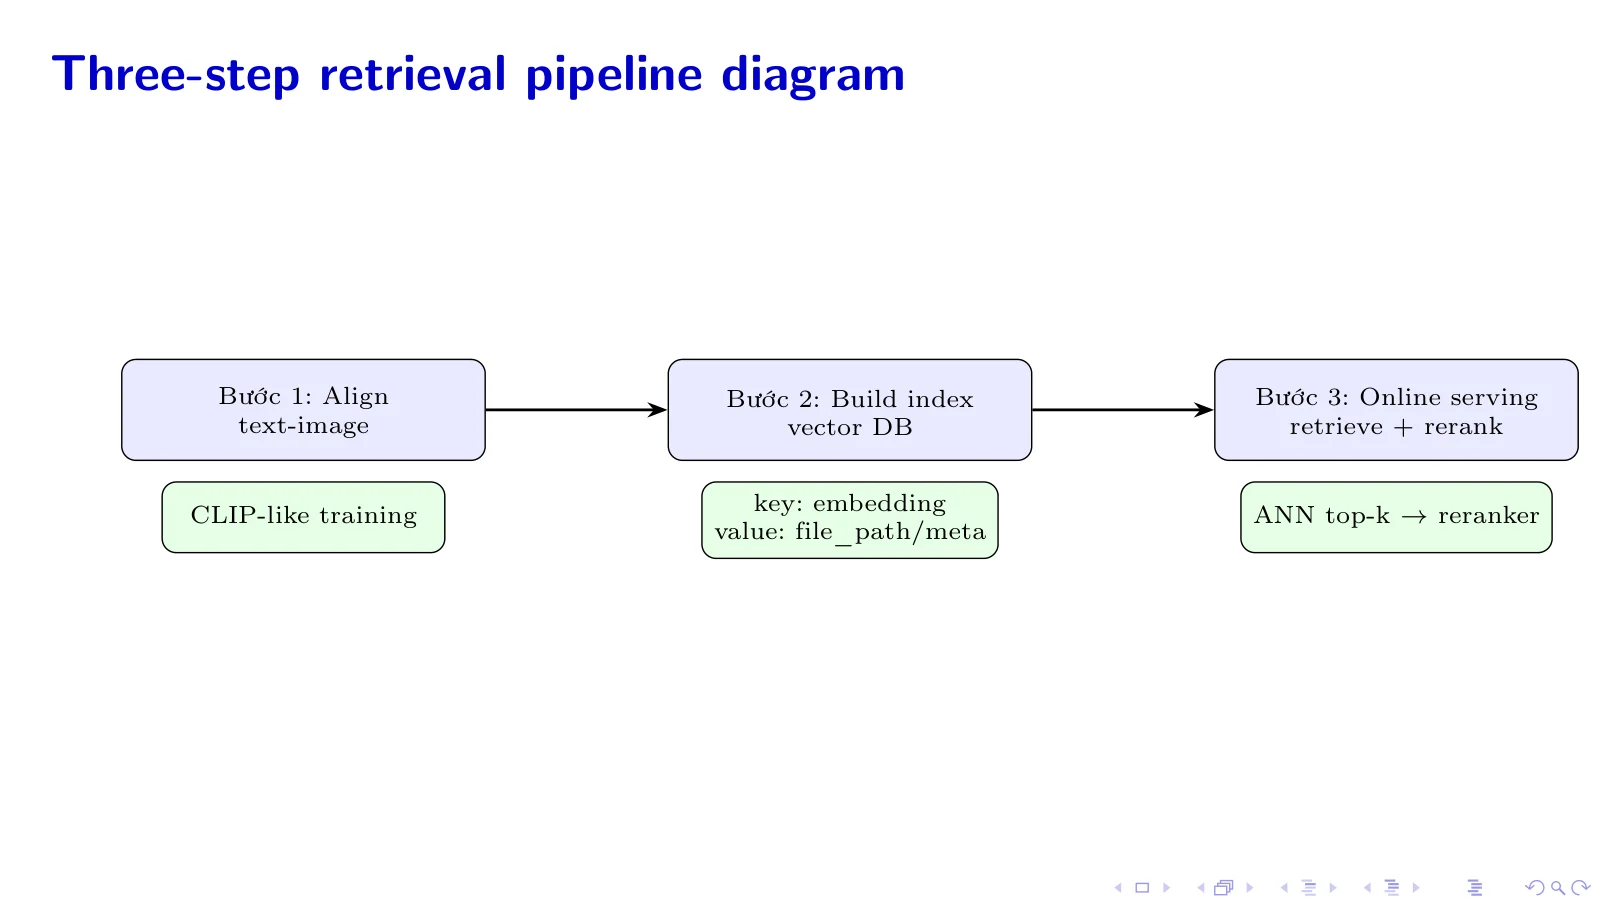 Three-step retrieval pipeline diagram
Bước 1: Align
text-image
Bước 2: Build index
vector DB
Bước 3: Online serving
retrieve + rerank
CLIP-like training
key: embedding
value: file_path/meta
ANN top-k → reranker